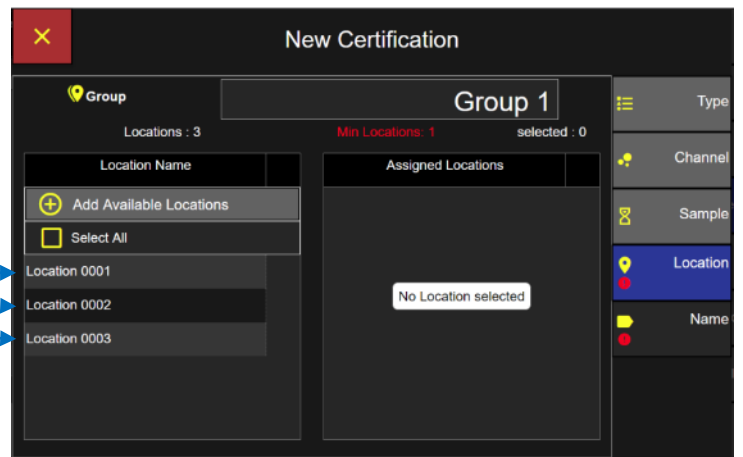 New Certification
Group
Group 1
Locations : 3
Min Locations: 1
selected : 0
Location Name
Add Available Locations
Select All
Location 0001
Location 0002
Location 0003
Assigned Locations
No Location selected
Type
Channel
Sample
Location
Name